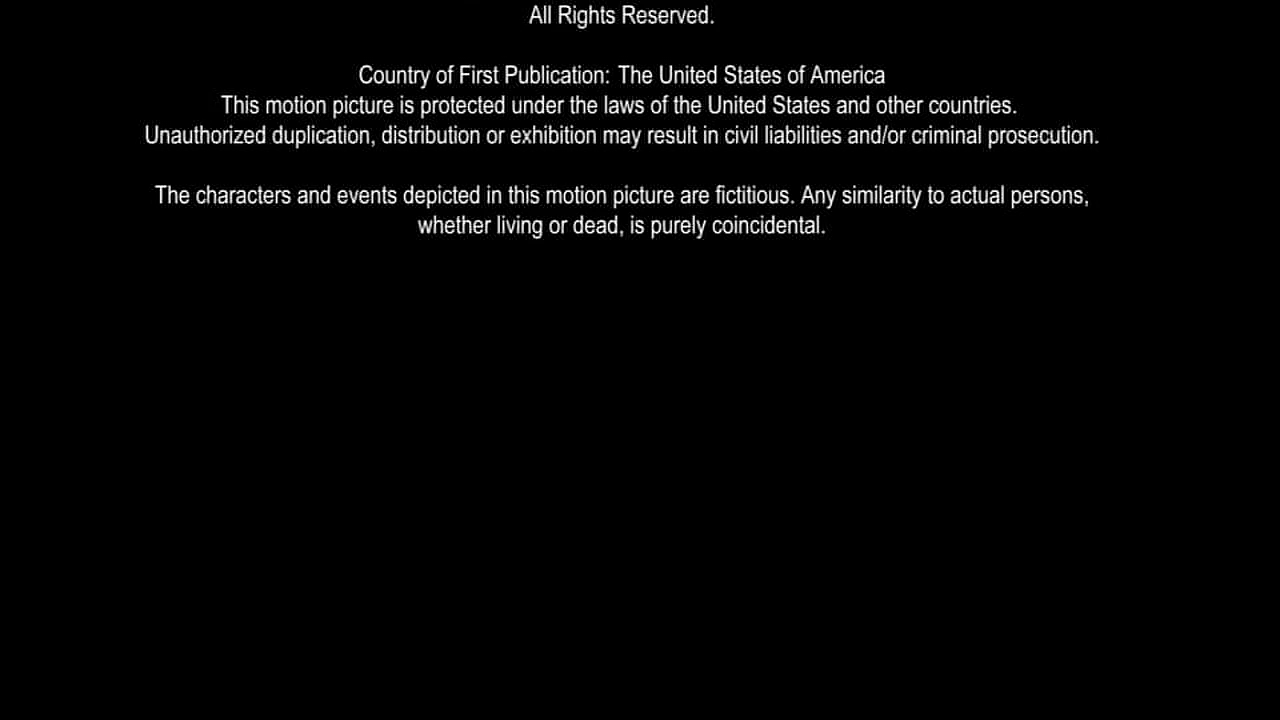 All Rights Reserved.
Country of First Publication: The United States of America
This motion picture is protected under the laws of the United States and other countries.
Unauthorized duplication, distribution or exhibition may result in civil liabilities and/or criminal prosecution.
The characters and events depicted in this motion picture are fictitious. Any similarity to actual persons,
whether living or dead, is purely coincidental.